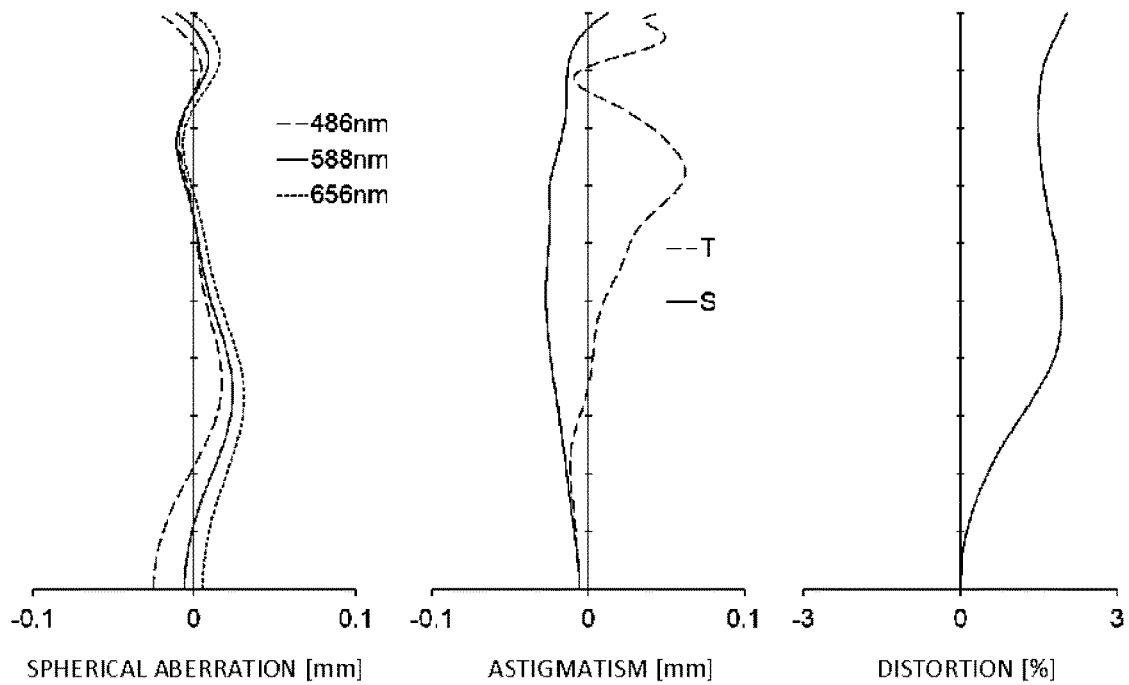 486nm
588nm
656nm
T
S
-0.1 0 0.1
-0.1 0 0.1
-3 0 3
SPHERICAL ABERRATION [mm]
ASTIGMATISM [mm]
DISTORTION [%]